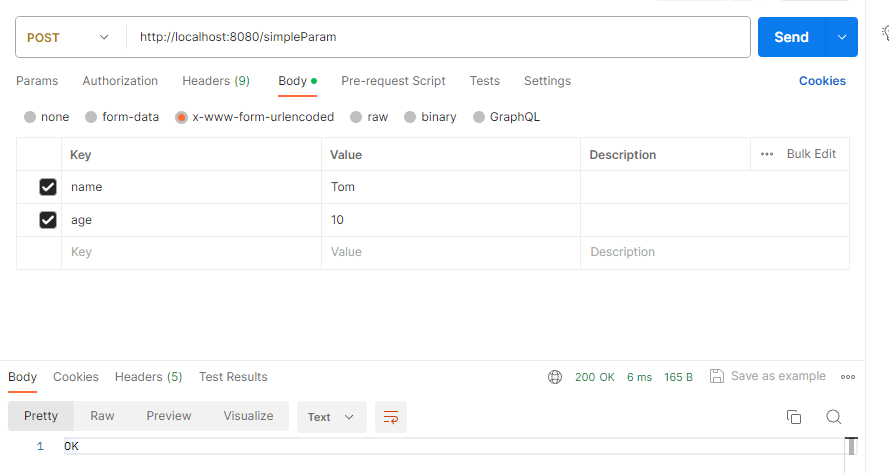 POST http://localhost:8080/simpleParam Send
Params Authorization Headers (9) Body Pre-request Script Tests Settings Cookies
none form-data x-www-form-urlencoded raw binary GraphQL
Key Value Description Bulk Edit
name Tom
age 10
Key Value Description
Body Cookies Headers (5) Test Results 200 OK 6 ms 165 B Save as example
Pretty Raw Preview Visualize Text
1 OK